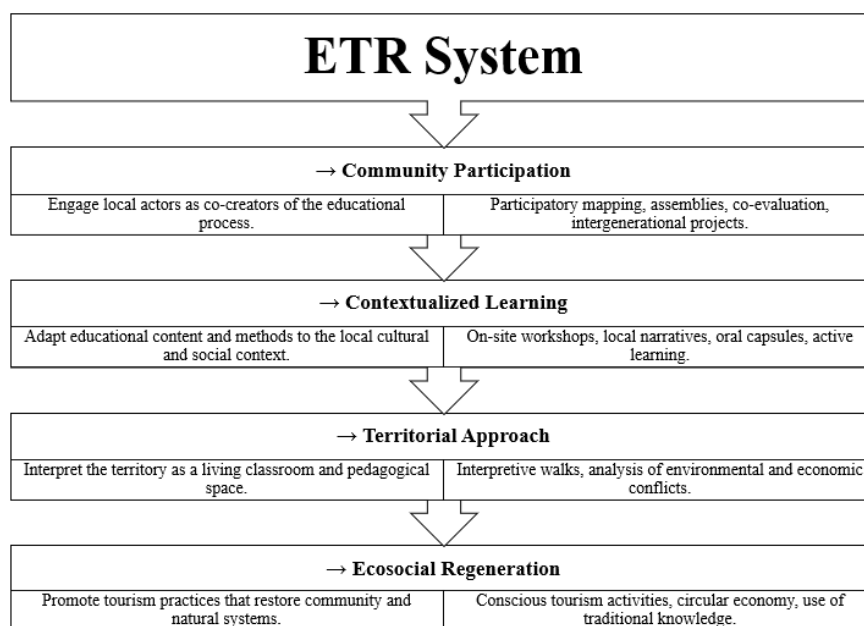 ETR System
→ Community Participation
Engage local actors as co-creators of the educational
process.
Participatory mapping, assemblies, co-evaluation,
intergenerational projects.
→ Contextualized Learning
Adapt educational content and methods to the local cultural
and social context.
On-site workshops, local narratives, oral capsules, active
learning.
→ Territorial Approach
Interpret the territory as a living classroom and pedagogical
space.
Interpretive walks, analysis of environmental and economic
conflicts.
→ Ecosocial Regeneration
Promote tourism practices that restore community and
natural systems.
Conscious tourism activities, circular economy, use of
traditional knowledge.